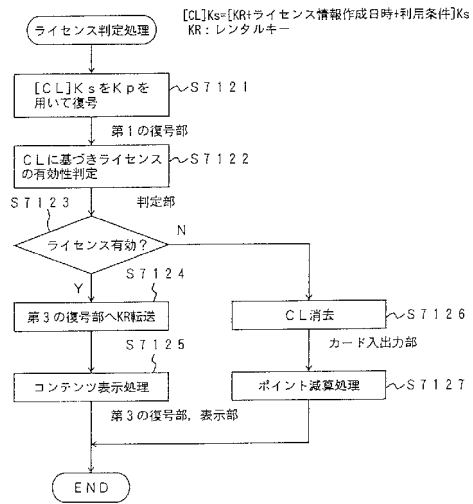 [CL]Ks=[KR+ライセンス情報作成日時+利用条件]Ks
KR：レンタルキー
ライセンス判定処理
[CL]KsをKpを
用いて復号
S7121
第1の復号部
CLに基づきライセンス
の有効性判定
S7122
判定部
S7123
ライセンス有効？
N
Y
S7124
第3の復号部へKR転送
CL消去
S7126
カード入出力部
S7125
コンテンツ表示処理
ポイント減算処理
S7127
第3の復号部，表示部
END